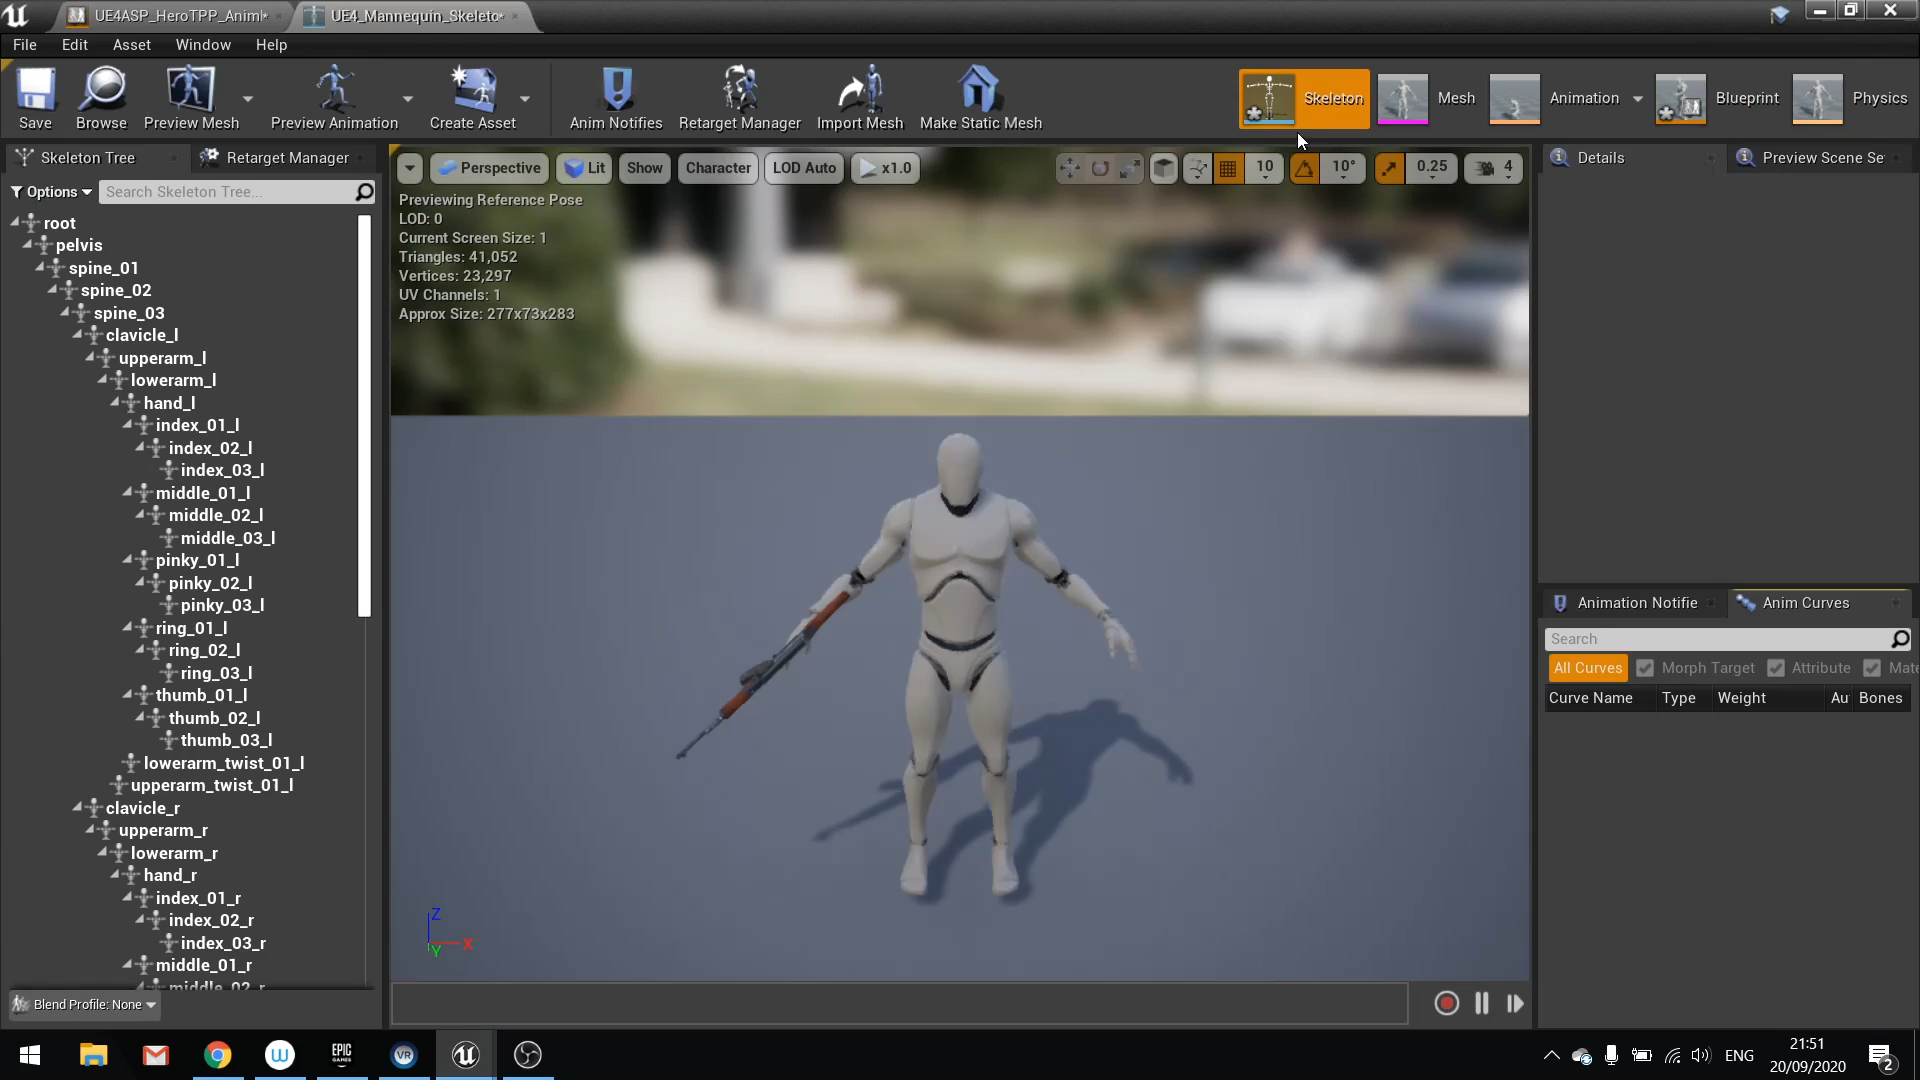 UE4ASP_HeroTPP_Animl*
UE4_Mannequin_Skeleto*
File Edit Asset Window Help
Save
Browse
Preview Mesh
Preview Animation
Create Asset
Anim Notifies
Retarget Manager
Import Mesh
Make Static Mesh
Skeleton
Mesh
Animation
Blueprint
Physics
Skeleton Tree
Retarget Manager
Options
Search Skeleton Tree...
root
pelvis
spine_01
spine_02
spine_03
clavicle_l
upperarm_l
lowerarm_l
hand_l
index_01_l
index_02_l
index_03_l
middle_01_l
middle_02_l
middle_03_l
pinky_01_l
pinky_02_l
pinky_03_l
ring_01_l
ring_02_l
ring_03_l
thumb_01_l
thumb_02_l
thumb_03_l
lowerarm_twist_01_l
upperarm_twist_01_l
clavicle_r
upperarm_r
lowerarm_r
hand_r
index_01_r
index_02_r
index_03_r
middle_01_r
middle_02_r
Blend Profile: None
Perspective Lit Show Character LOD Auto x1.0
10 10° 0.25 4
Previewing Reference Pose
LOD: 0
Current Screen Size: 1
Triangles: 41,052
Vertices: 23,297
UV Channels: 1
Approx Size: 277x73x283
Z
X
Y
Details
Preview Scene Se
Animation Notifie
Anim Curves
Search
All Curves Morph Target Attribute Mate
Curve Name Type Weight Au Bones
EPIC
GAMES
VR
W
ENG
21:51
20/09/2020
2